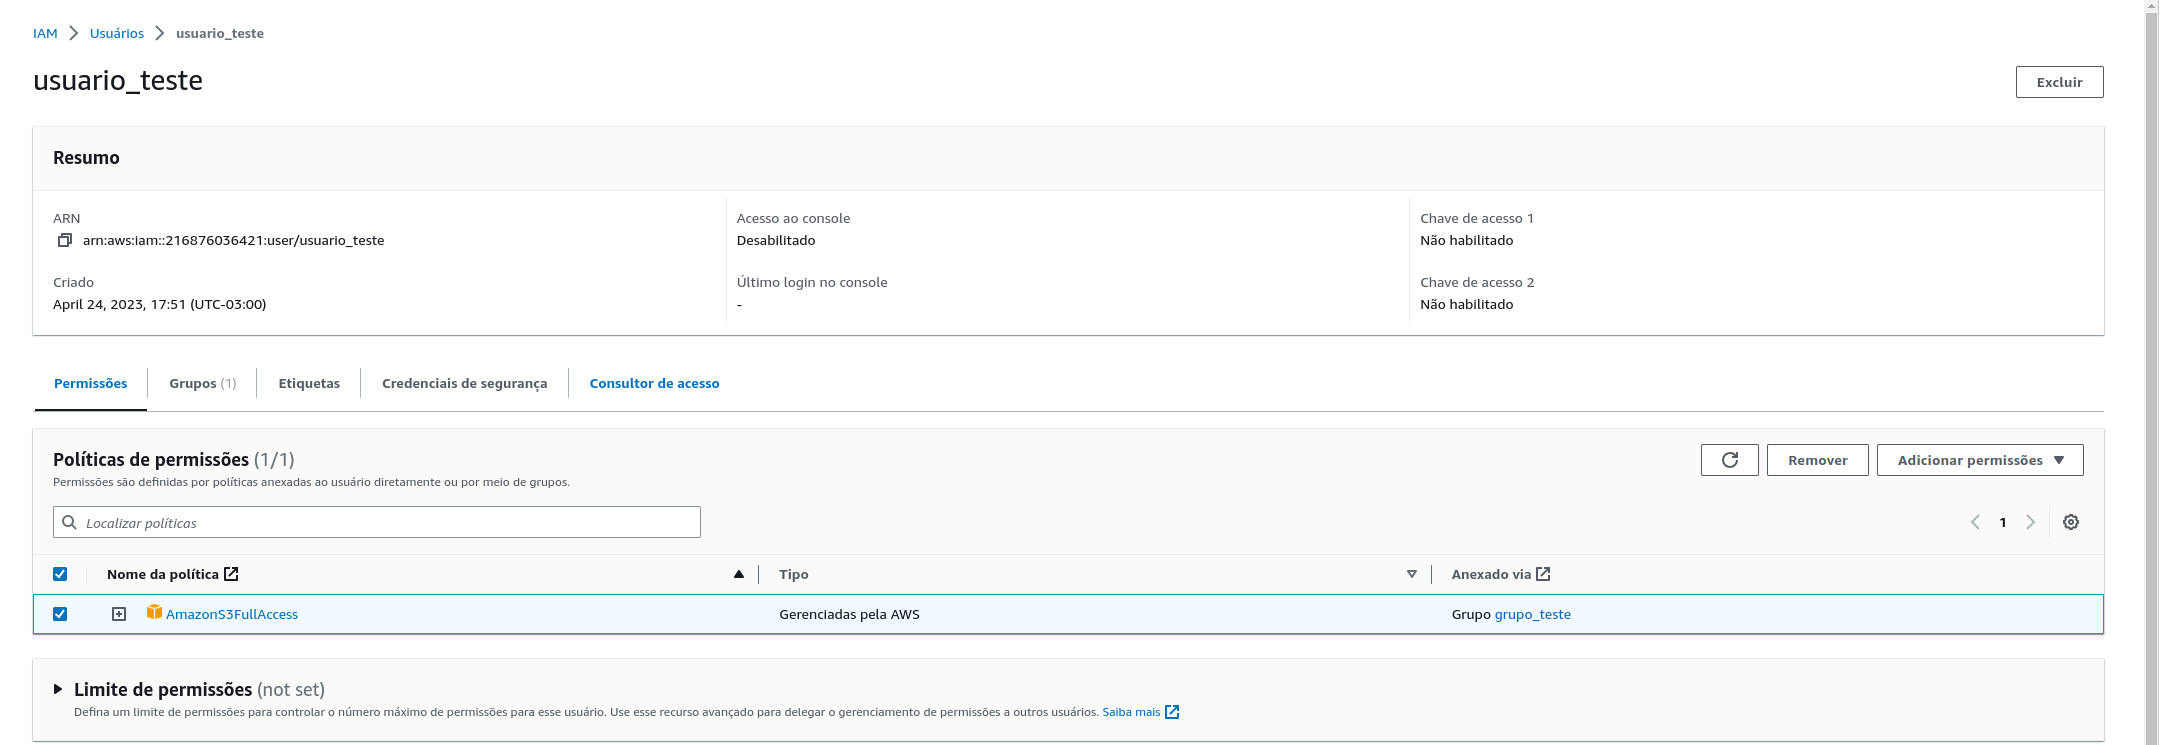 IAM > Usuários > usuario_teste
usuario_teste
Excluir
Resumo
ARN
arn:aws:iam::216876036421:user/usuario_teste
Criado
April 24, 2023, 17:51 (UTC-03:00)
Acesso ao console
Desabilitado
Último login no console
-
Chave de acesso 1
Não habilitado
Chave de acesso 2
Não habilitado
Permissões Grupos (1) Etiquetas Credenciais de segurança Consultor de acesso
Políticas de permissões (1/1)
Permissões são definidas por políticas anexadas ao usuário diretamente ou por meio de grupos.
Remover
Adicionar permissões
Localizar políticas
1
Nome da política Tipo Anexado via
AmazonS3FullAccess Gerenciadas pela AWS Grupo grupo_teste
Limite de permissões (not set)
Defina um limite de permissões para controlar o número máximo de permissões para esse usuário. Use esse recurso avançado para delegar o gerenciamento de permissões a outros usuários. Saiba mais